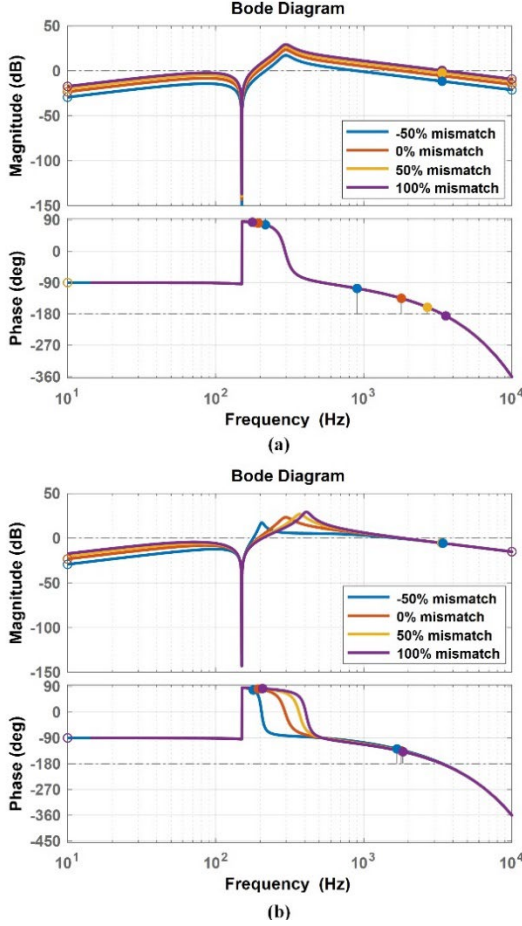 Bode Diagram
Magnitude (dB)
50
0
-50
-100
-150
-50% mismatch
0% mismatch
50% mismatch
100% mismatch
Phase (deg)
90
0
-90
-180
-270
-360
10^1 10^2 10^3 10^4
Frequency (Hz)
(a)
Bode Diagram
Magnitude (dB)
50
0
-50
-100
-150
-50% mismatch
0% mismatch
50% mismatch
100% mismatch
Phase (deg)
90
0
-90
-180
-270
-360
-450
10^1 10^2 10^3 10^4
Frequency (Hz)
(b)